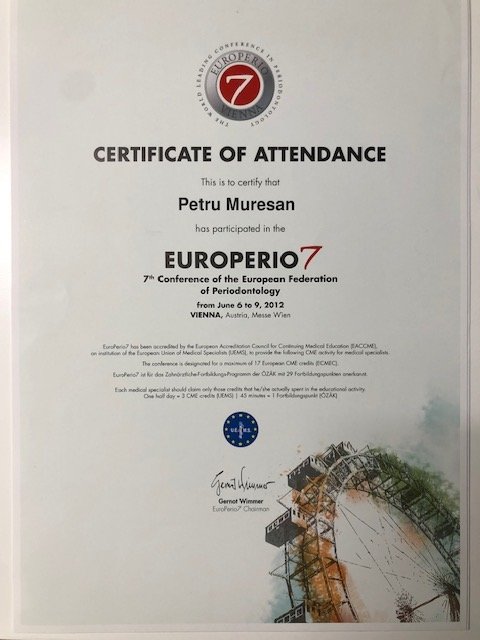 THE WORLD LEADING CONFERENCE IN PERIODONTOLOGY
EUROPERIO
7
VIENNA
CERTIFICATE OF ATTENDANCE
This is to certify that
Petru Muresan
has participated in the
EUROPERIO7
7th Conference of the European Federation
of Periodontology
from June 6 to 9, 2012
VIENNA, Austria, Messe Wien
EuroPerio7 has been accredited by the European Accreditation Council for Continuing Medical Education (EACCME),
an institution of the European Union of Medical Specialists (UEMS), to provide the following CME activity for medical specialists.
The conference is designated for a maximum of 17 European CME credits (ECMEC).
EuroPerio7 ist für das Zahnärztliche-Fortbildungs-Programm der ÖZÄK mit 29 Fortbildungspunkten anerkannt.
Each medical specialist should claim only those credits that he/she actually spent in the educational activity.
One half day = 3 CME credits (UEMS) | 45 minutes = 1 Fortbildungspunkt (ÖZÄK)
U.E.M.S.
Gernot Wimmer
Gernot Wimmer
EuroPerio7 Chairman